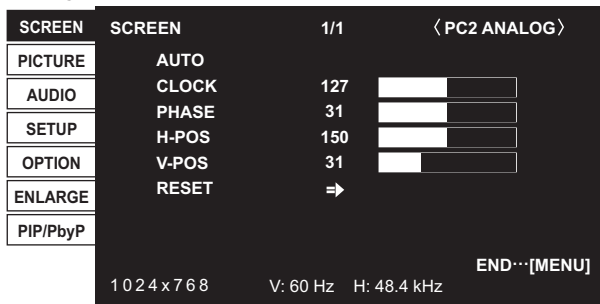 SCREEN
PICTURE
AUDIO
SETUP
OPTION
ENLARGE
PIP/PbyP
SCREEN 1/1 〈PC2 ANALOG〉
AUTO
CLOCK 127
PHASE 31
H-POS 150
V-POS 31
RESET
END···[MENU]
1024x768 V: 60 Hz H: 48.4 kHz